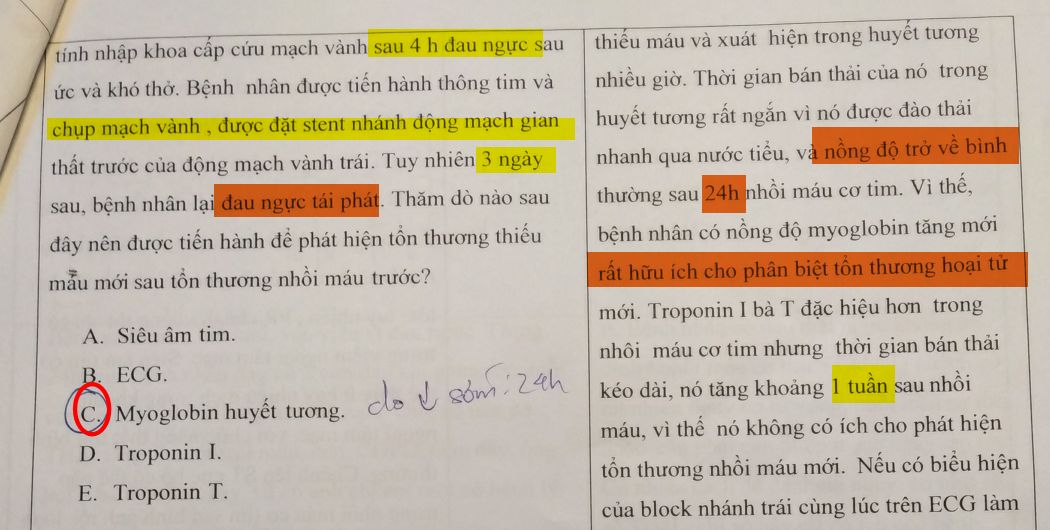 tính nhập khoa cấp cứu mạch vành sau 4 h đau ngực sau
ức và khó thở. Bệnh nhân được tiến hành thông tim và
chụp mạch vành , được đặt stent nhánh động mạch gian
thất trước của động mạch vành trái. Tuy nhiên 3 ngày
sau, bệnh nhân lại đau ngực tái phát. Thăm dò nào sau
đây nên được tiến hành để phát hiện tổn thương thiếu
mẫu mới sau tổn thương nhồi máu trước?
A. Siêu âm tim.
B. ECG.
C. Myoglobin huyết tương. do ↓ sớm: 24h
D. Troponin I.
E. Troponin T.
thiếu máu và xuất hiện trong huyết tương
nhiều giờ. Thời gian bán thải của nó trong
huyết tương rất ngắn vì nó được đào thải
nhanh qua nước tiểu, và nồng độ trở về bình
thường sau 24h nhồi máu cơ tim. Vì thế,
bệnh nhân có nồng độ myoglobin tăng mới
rất hữu ích cho phân biệt tổn thương hoại tử
mới. Troponin I bà T đặc hiệu hơn trong
nhôi máu cơ tim nhưng thời gian bán thải
kéo dài, nó tăng khoảng 1 tuần sau nhồi
máu, vì thế nó không có ích cho phát hiện
tổn thương nhồi máu mới. Nếu có biểu hiện
của block nhánh trái cùng lúc trên ECG làm